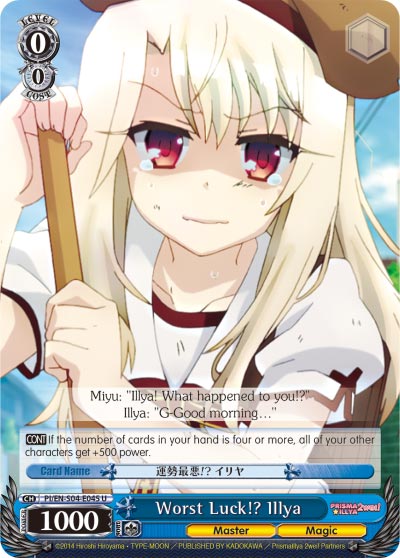 LEVEL
0
0
COST
Miyu: "Illya! What happened to you!?"
Illya: "G-Good morning…"
CONT If the number of cards in your hand is four or more, all of your other
characters get +500 power.
Card Name 運勢最悪!? イリヤ
CH PI/EN-S04-E045 U
1000
Worst Luck!? Illya
PRISMA ILLYA 2wei!
Master Magic
©2014 Hiroshi Hiroyama・TYPE-MOON / PUBLISHED BY KADOKAWA / Prismaillya 2wei Partners